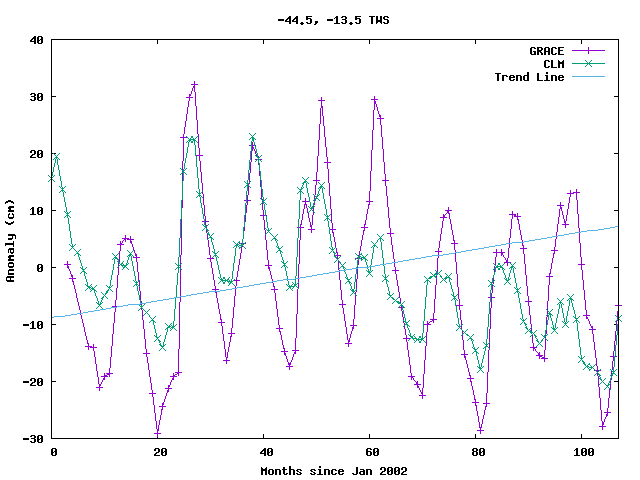 -44.5, -13.5 TWS
40
GRACE
CLM
Trend Line
30
20
10
0
-10
-20
-30
Anomaly (cm)
0 20 40 60 80 100
Months since Jan 2002